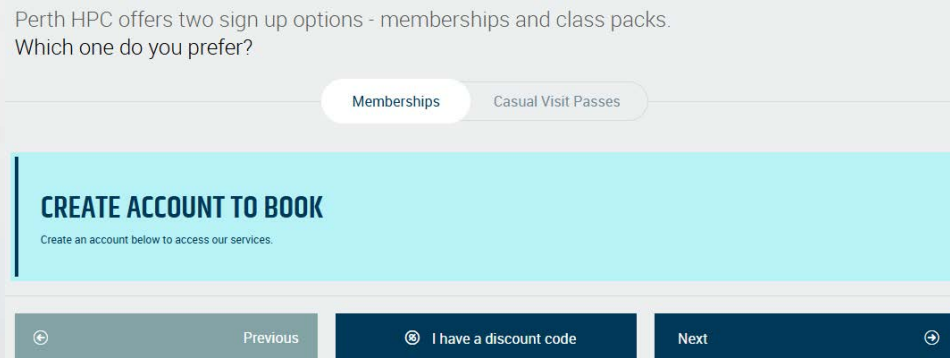 Perth HPC offers two sign up options - memberships and class packs.
Which one do you prefer?
Memberships Casual Visit Passes
CREATE ACCOUNT TO BOOK
Create an account below to access our services.
Previous I have a discount code Next